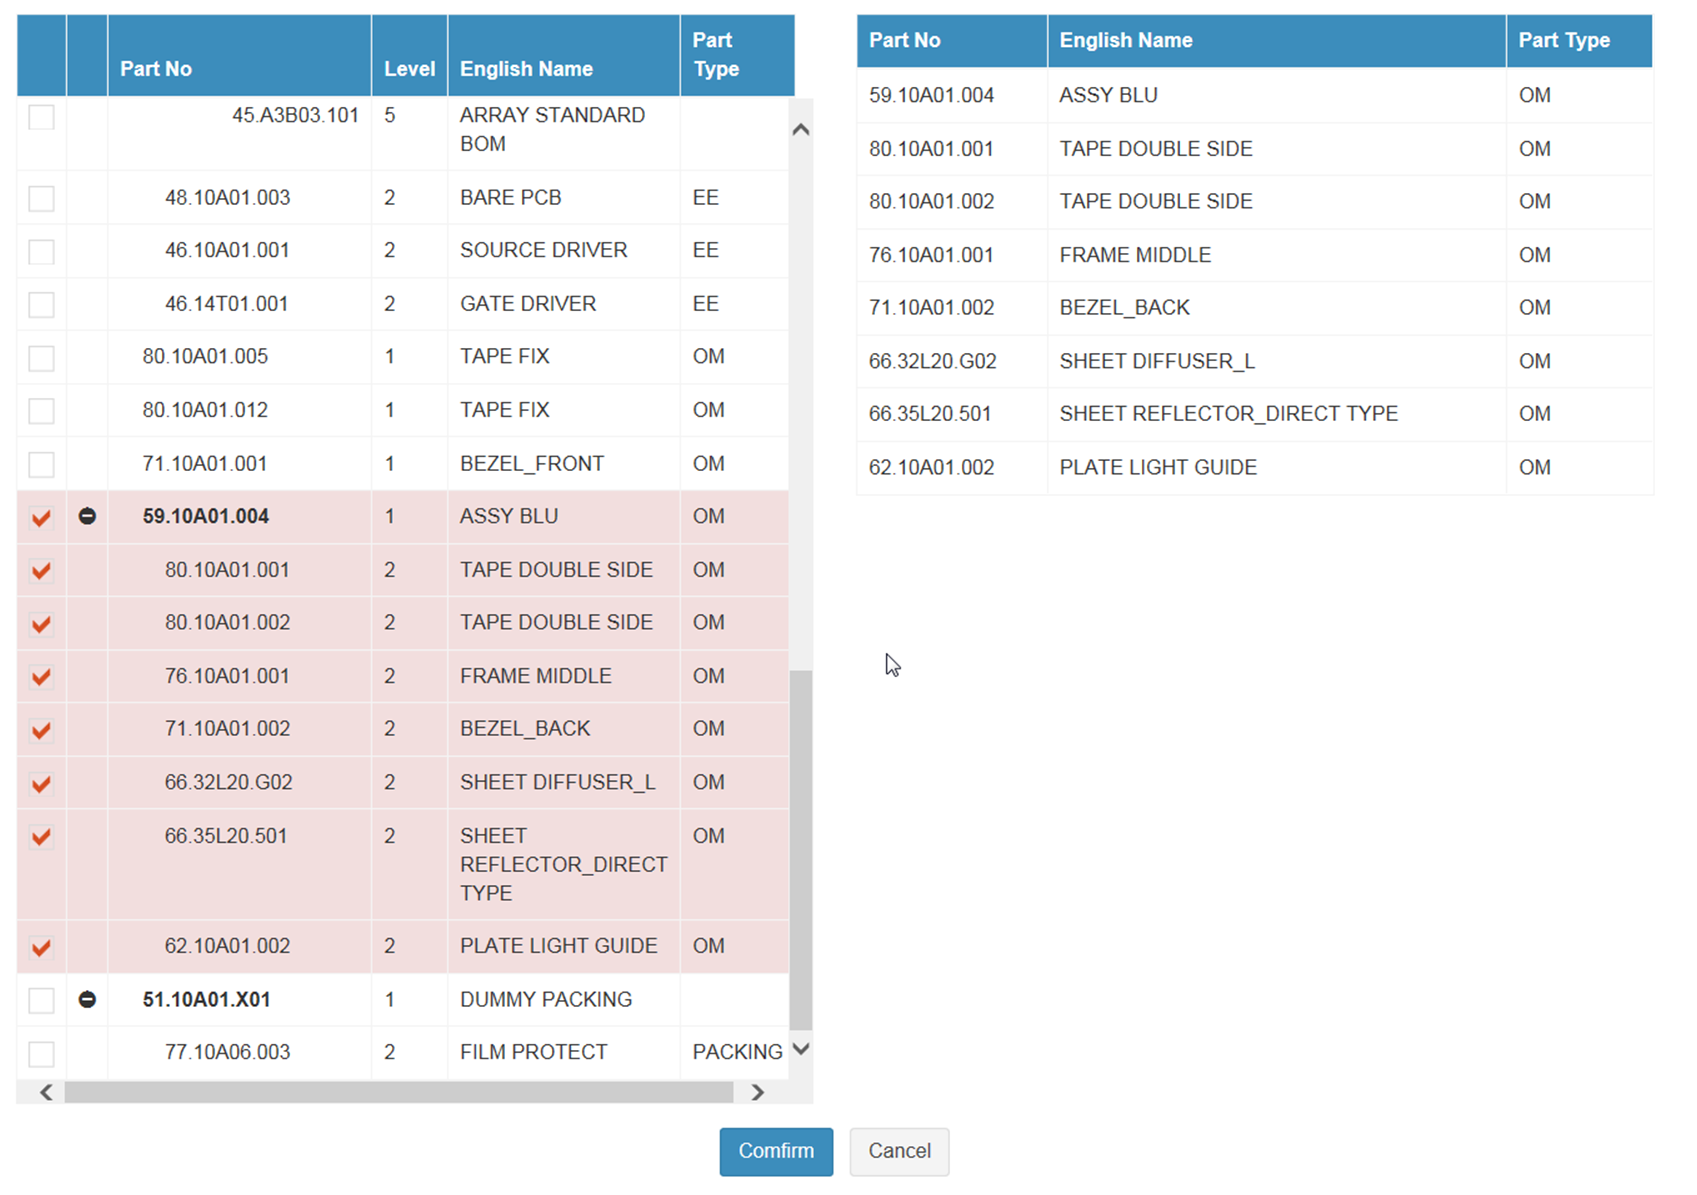 Part No Level English Name Part Type
45.A3B03.101 5 ARRAY STANDARD BOM
48.10A01.003 2 BARE PCB EE
46.10A01.001 2 SOURCE DRIVER EE
46.14T01.001 2 GATE DRIVER EE
80.10A01.005 1 TAPE FIX OM
80.10A01.012 1 TAPE FIX OM
71.10A01.001 1 BEZEL_FRONT OM
59.10A01.004 1 ASSY BLU OM
80.10A01.001 2 TAPE DOUBLE SIDE OM
80.10A01.002 2 TAPE DOUBLE SIDE OM
76.10A01.001 2 FRAME MIDDLE OM
71.10A01.002 2 BEZEL_BACK OM
66.32L20.G02 2 SHEET DIFFUSER_L OM
66.35L20.501 2 SHEET REFLECTOR_DIRECT TYPE OM
62.10A01.002 2 PLATE LIGHT GUIDE OM
51.10A01.X01 1 DUMMY PACKING
77.10A06.003 2 FILM PROTECT PACKING
Part No English Name Part Type
59.10A01.004 ASSY BLU OM
80.10A01.001 TAPE DOUBLE SIDE OM
80.10A01.002 TAPE DOUBLE SIDE OM
76.10A01.001 FRAME MIDDLE OM
71.10A01.002 BEZEL_BACK OM
66.32L20.G02 SHEET DIFFUSER_L OM
66.35L20.501 SHEET REFLECTOR_DIRECT TYPE OM
62.10A01.002 PLATE LIGHT GUIDE OM
Comfirm Cancel